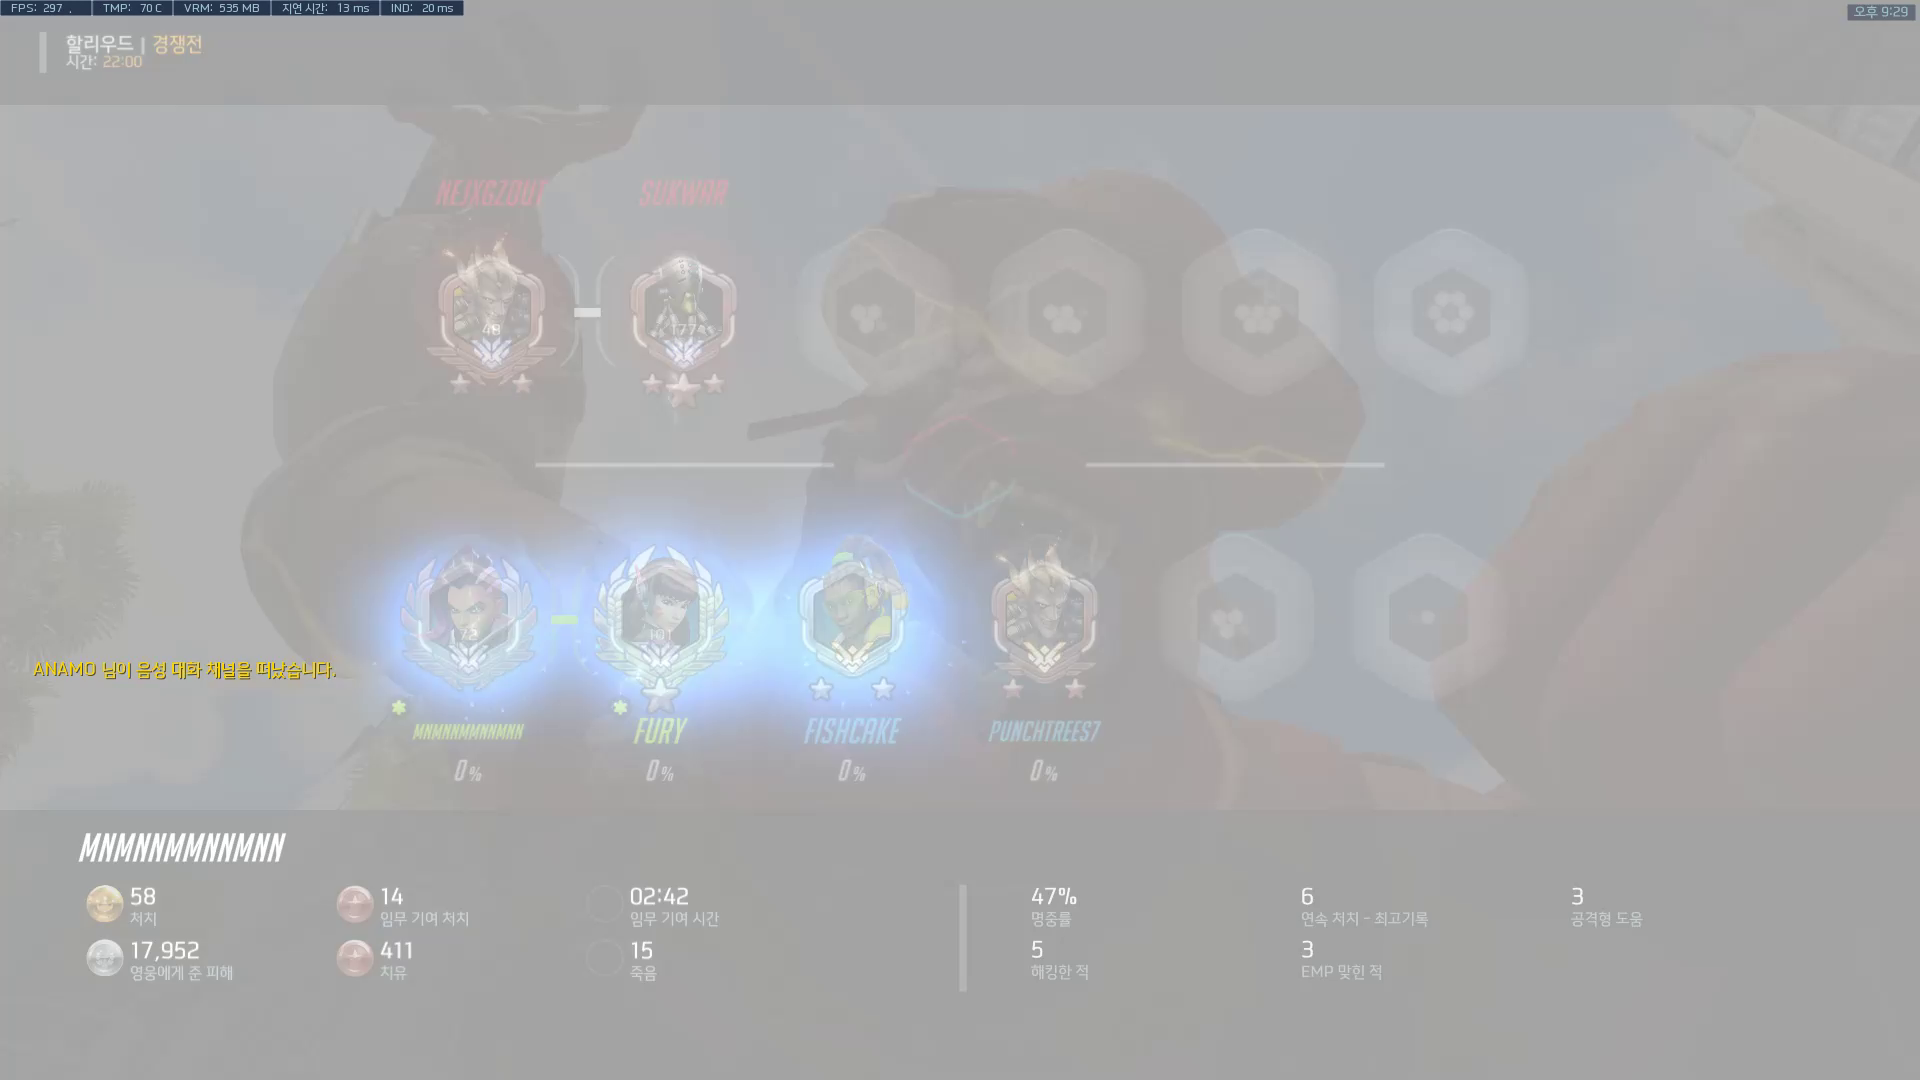 FPS: 297 . TMP: 70 C VRM: 535 MB 지연 시간: 13 ms IND: 20 ms
오후 9:29
할리우드 | 경쟁전
시간: 22:00
NEJXGZOUT SUKWAR
48 177
72 101
ANAMO 님이 음성 대화 채널을 떠났습니다.
MNMNNMMNNMNN FURY FISHCAKE PUNCHTREES7
0% 0% 0% 0%
MNMNNMMNNMNN
58 14 02:42 47% 6 3
처치 임무 기여 처치 임무 기여 시간 명중률 연속 처치 - 최고기록 공격형 도움
17,952 411 15 5 3
영웅에게 준 피해 치유 죽음 해킹한 적 EMP 맞힌 적